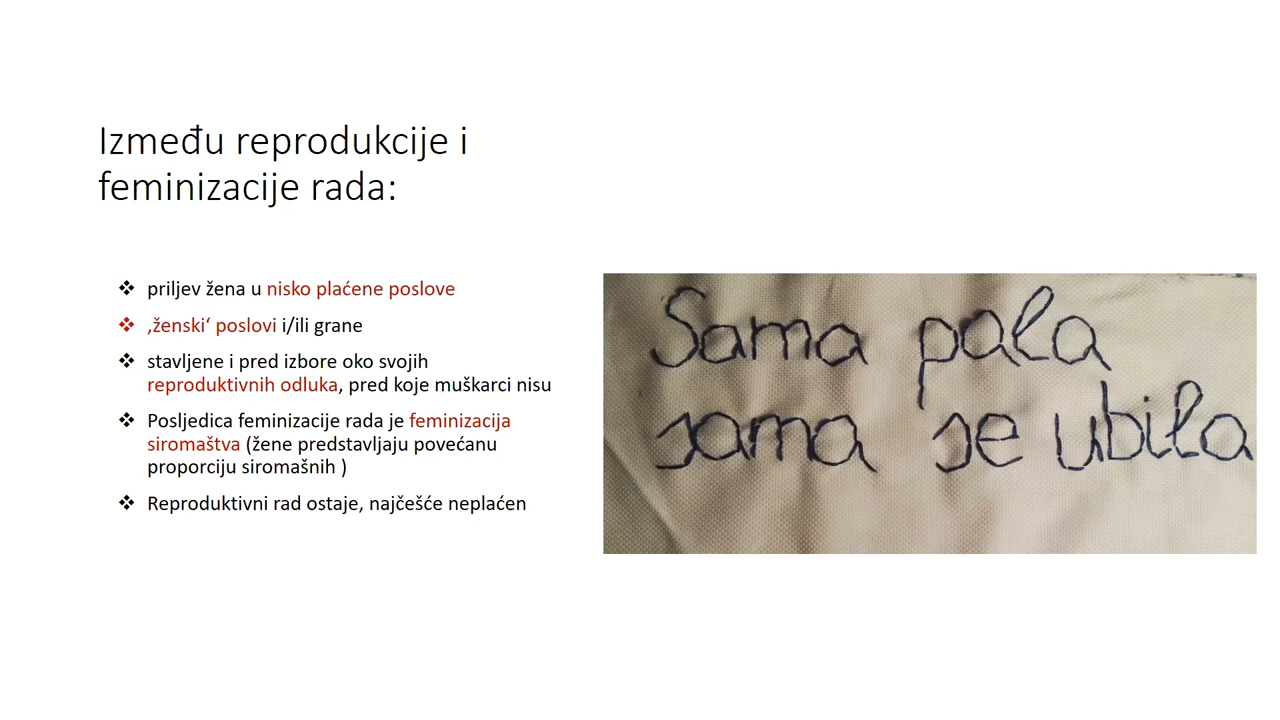 Između reprodukcije i
feminizacije rada:
❖ priljev žena u nisko plaćene poslove
❖ ‚ženski‘ poslovi i/ili grane
❖ stavljene i pred izbore oko svojih
reproduktivnih odluka, pred koje muškarci nisu
❖ Posljedica feminizacije rada je feminizacija
siromaštva (žene predstavljaju povećanu
proporciju siromašnih )
❖ Reproduktivni rad ostaje, najčešće neplaćen
Sama pala
sama se ubila